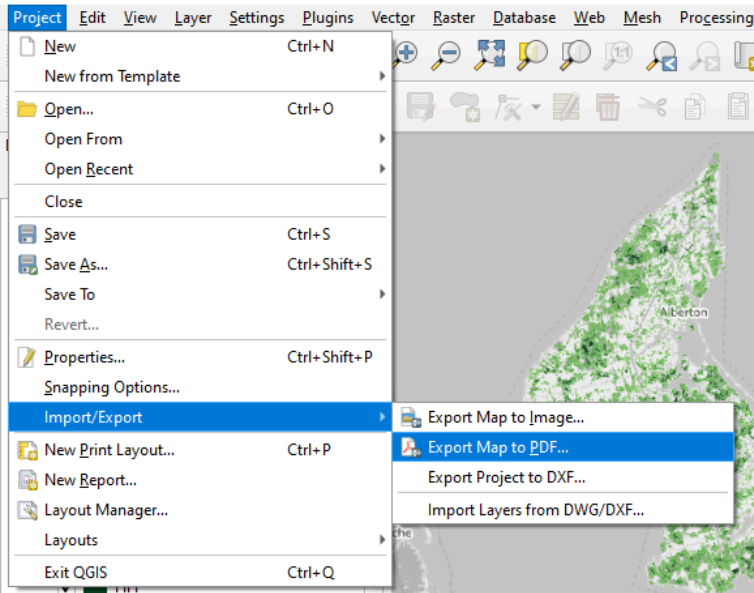 Project Edit View Layer Settings Plugins Vector Raster Database Web Mesh Processing
New Ctrl+N
New from Template
Open... Ctrl+O
Open From
Open Recent
Close
Save Ctrl+S
Save As... Ctrl+Shift+S
Save To
Revert...
Properties... Ctrl+Shift+P
Snapping Options...
Import/Export
New Print Layout... Ctrl+P
New Report...
Layout Manager...
Layouts
Exit QGIS Ctrl+Q
Export Map to Image...
Export Map to PDF...
Export Project to DXF...
Import Layers from DWG/DXF...
1:1
Alberton